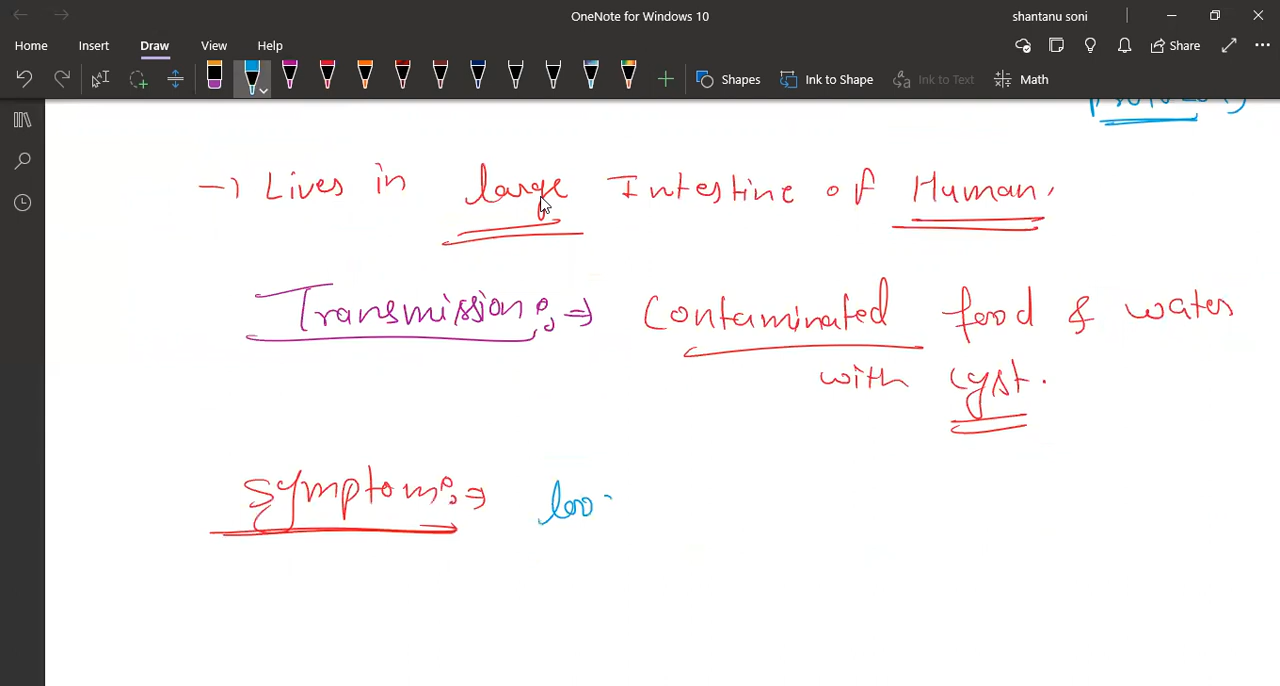 OneNote for Windows 10
shantanu soni
Home Insert Draw View Help
Share
Shapes Ink to Shape Ink to Text Math
→ Lives in large Intestine of Human.
Transmission:⇒ Contaminated food & water
with cyst.
Symptoms:⇒ loo